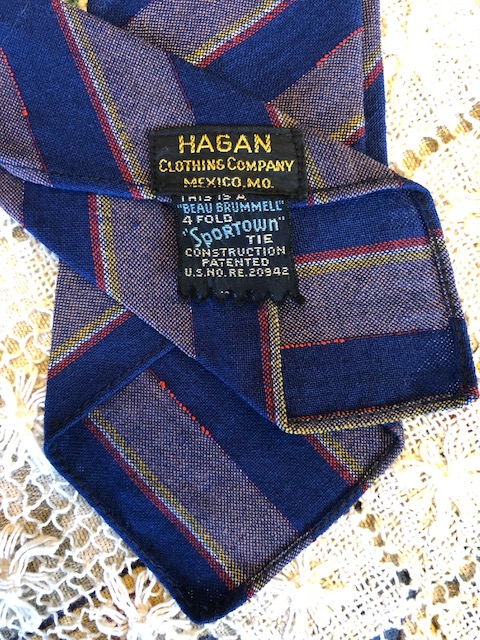 HAGAN
CLOTHING COMPANY
MEXICO, MO.
THIS IS A
"BEAU BRUMMELL"
4 FOLD
"Sportown"
TIE
CONSTRUCTION
PATENTED
U.S. NO. RE. 20942